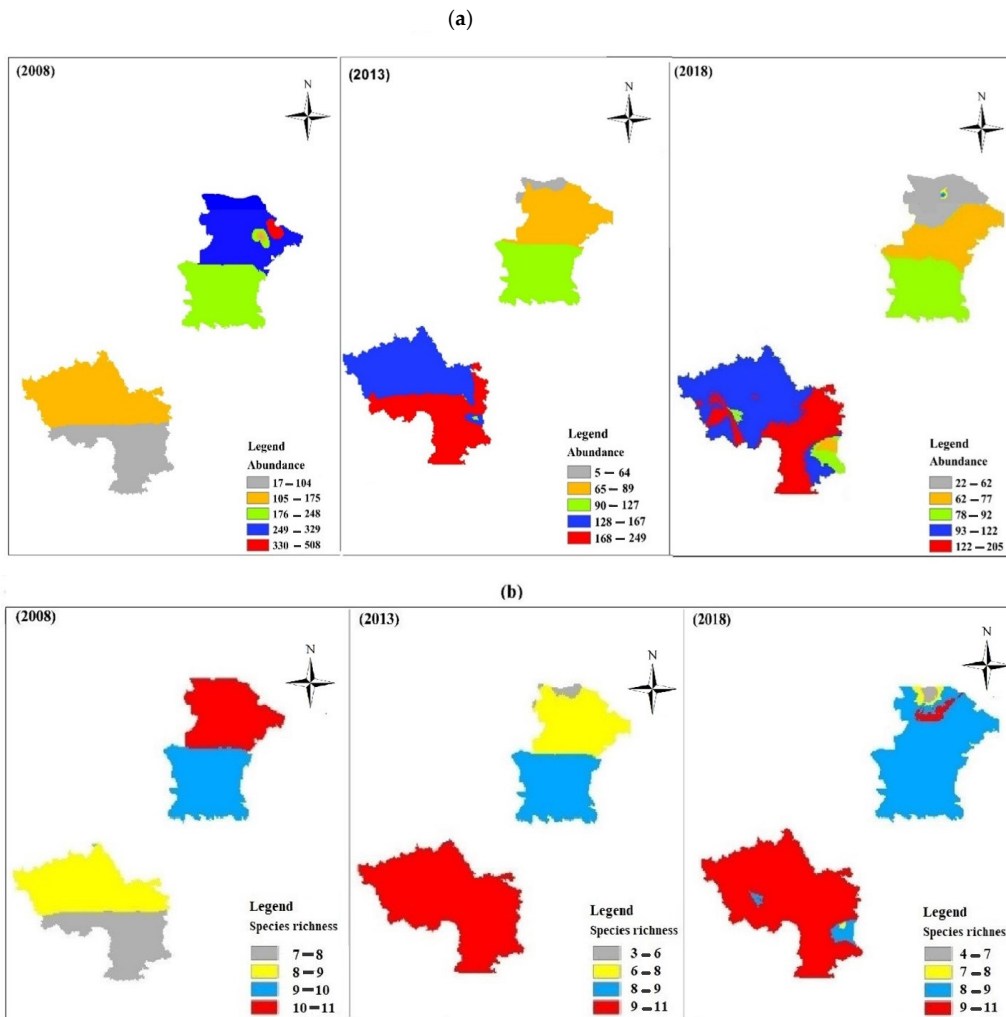 (a)
(2008)
N
Legend
Abundance
17 – 104
105 – 175
176 – 248
249 – 329
330 – 508
(2013)
N
Legend
Abundance
5 – 64
65 – 89
90 – 127
128 – 167
168 – 249
(2018)
N
Legend
Abundance
22 – 62
62 – 77
78 – 92
93 – 122
122 – 205
(b)
(2008)
N
Legend
Species richness
7 – 8
8 – 9
9 – 10
10 – 11
(2013)
N
Legend
Species richness
3 – 6
6 – 8
8 – 9
9 – 11
(2018)
N
Legend
Species richness
4 – 7
7 – 8
8 – 9
9 – 11